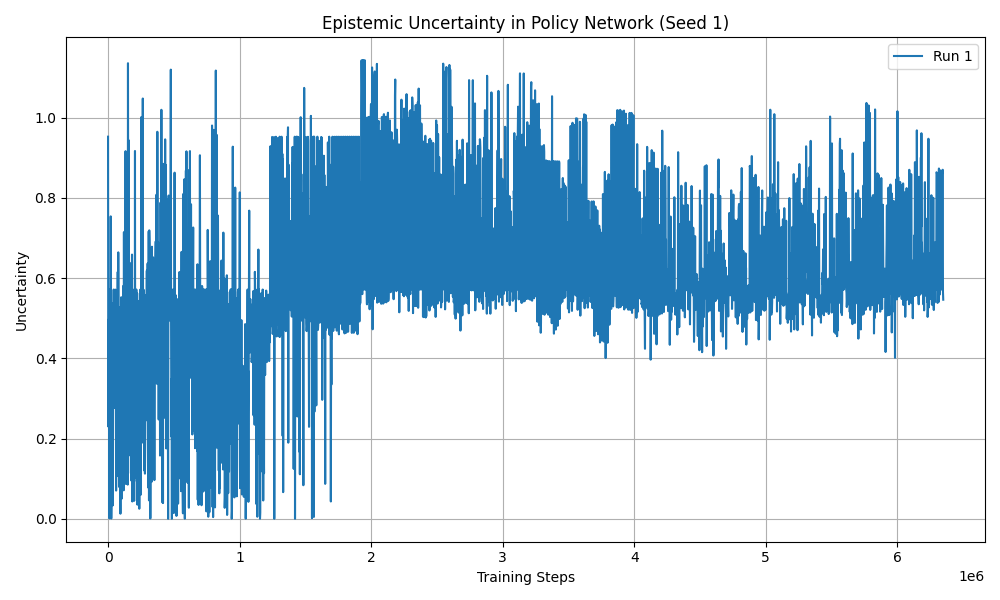 Epistemic Uncertainty in Policy Network (Seed 1)
Run 1
Uncertainty
1.0
0.8
0.6
0.4
0.2
0.0
0 1 2 3 4 5 6
1e6
Training Steps